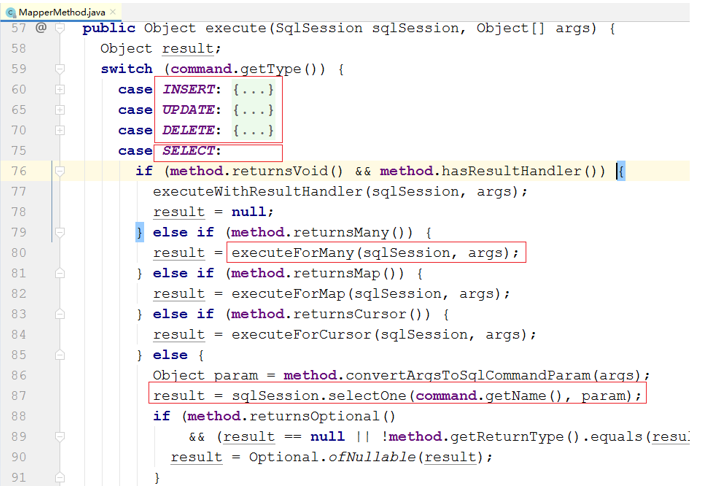 MapperMethod.java ×
57 @ public Object execute(SqlSession sqlSession, Object[] args) {
58 Object result;
59 switch (command.getType()) {
60 case INSERT: {...}
65 case UPDATE: {...}
70 case DELETE: {...}
75 case SELECT:
76 if (method.returnsVoid() && method.hasResultHandler()) {
77 executeWithResultHandler(sqlSession, args);
78 result = null;
79 } else if (method.returnsMany()) {
80 result = executeForMany(sqlSession, args);
81 } else if (method.returnsMap()) {
82 result = executeForMap(sqlSession, args);
83 } else if (method.returnsCursor()) {
84 result = executeForCursor(sqlSession, args);
85 } else {
86 Object param = method.convertArgsToSqlCommandParam(args);
87 result = sqlSession.selectOne(command.getName(), param);
88 if (method.returnsOptional()
89 && (result == null || !method.getReturnType().equals(resu
90 result = Optional.ofNullable(result);
91 }